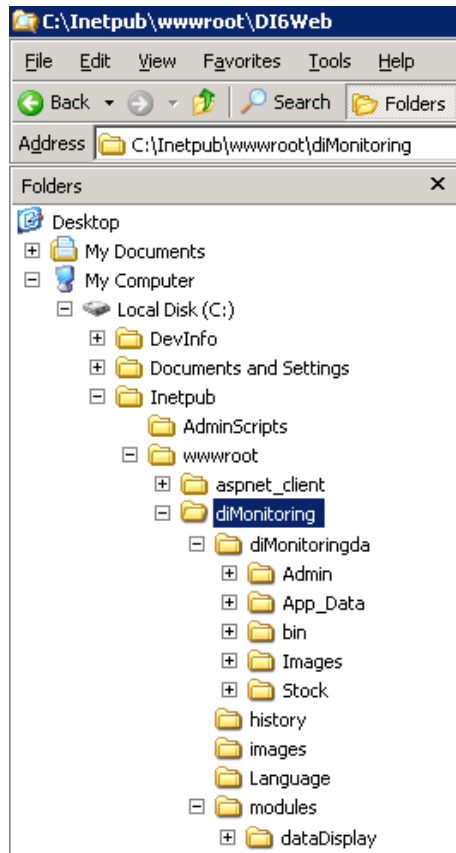 C:\Inetpub\wwwroot\DI6Web
File Edit View Favorites Tools Help
Back Search Folders
Address C:\Inetpub\wwwroot\diMonitoring
Folders x
Desktop
My Documents
My Computer
Local Disk (C:)
DevInfo
Documents and Settings
Inetpub
AdminScripts
wwwroot
aspnet_client
diMonitoring
diMonitoringda
Admin
App_Data
bin
Images
Stock
history
images
Language
modules
dataDisplay